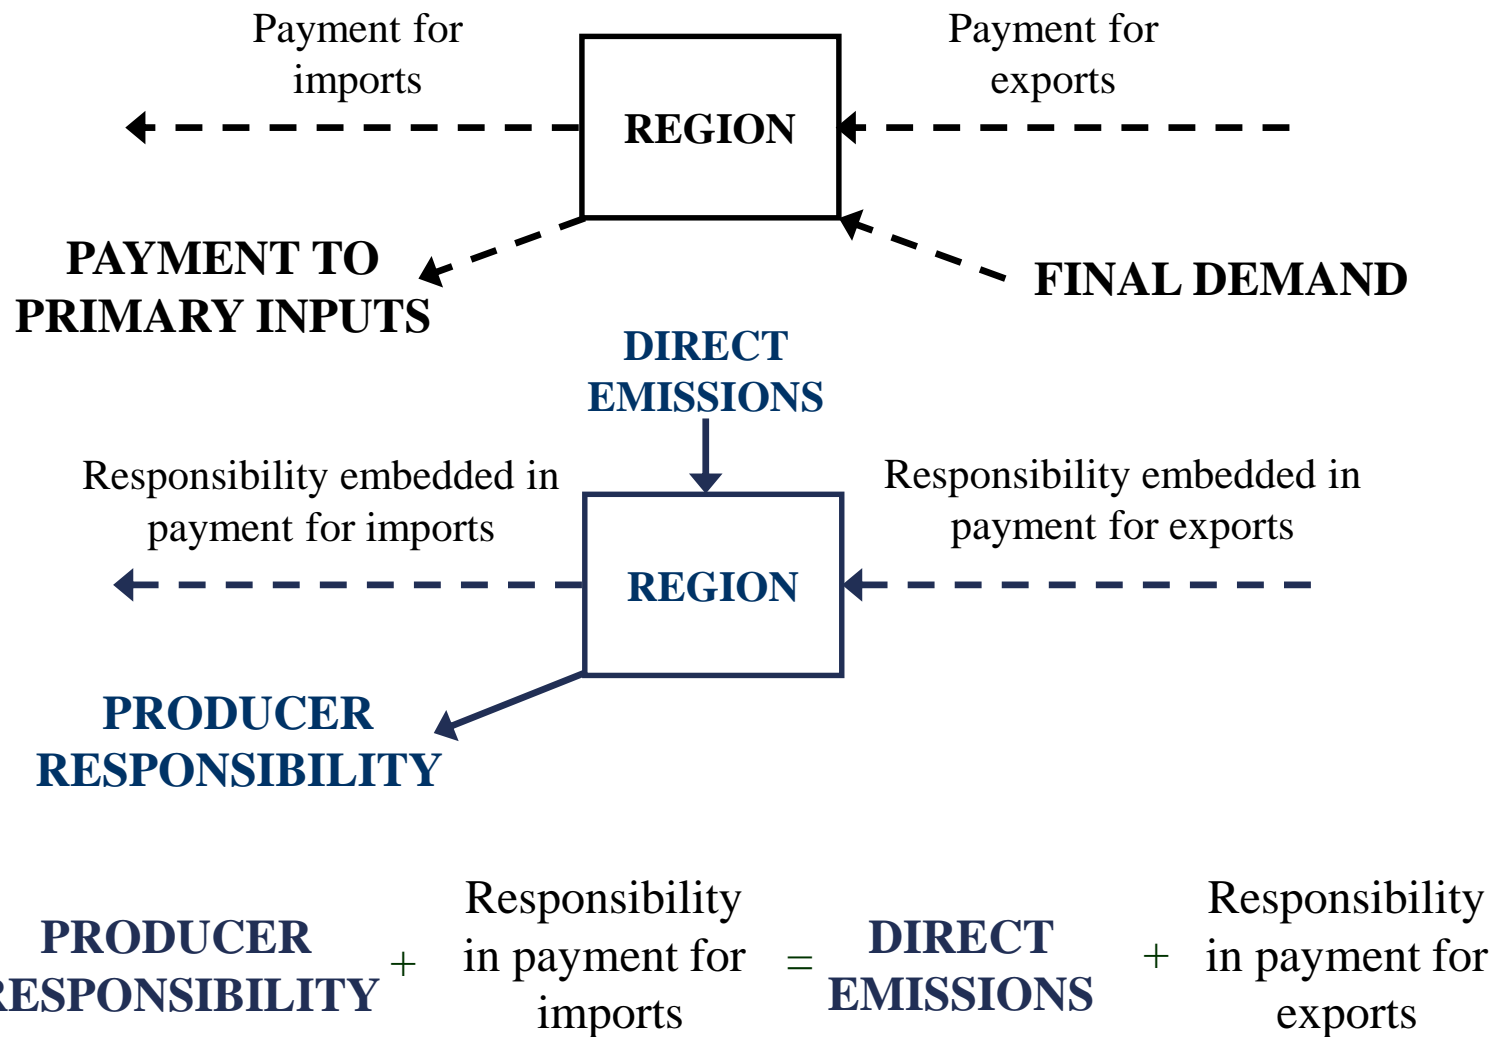 Payment for
imports
Payment for
exports
REGION
PAYMENT TO
PRIMARY INPUTS
FINAL DEMAND
DIRECT
EMISSIONS
Responsibility embedded in
payment for imports
Responsibility embedded in
payment for exports
REGION
PRODUCER
RESPONSIBILITY
PRODUCER
RESPONSIBILITY
+
Responsibility
in payment for
imports
=
DIRECT
EMISSIONS
+
Responsibility
in payment for
exports